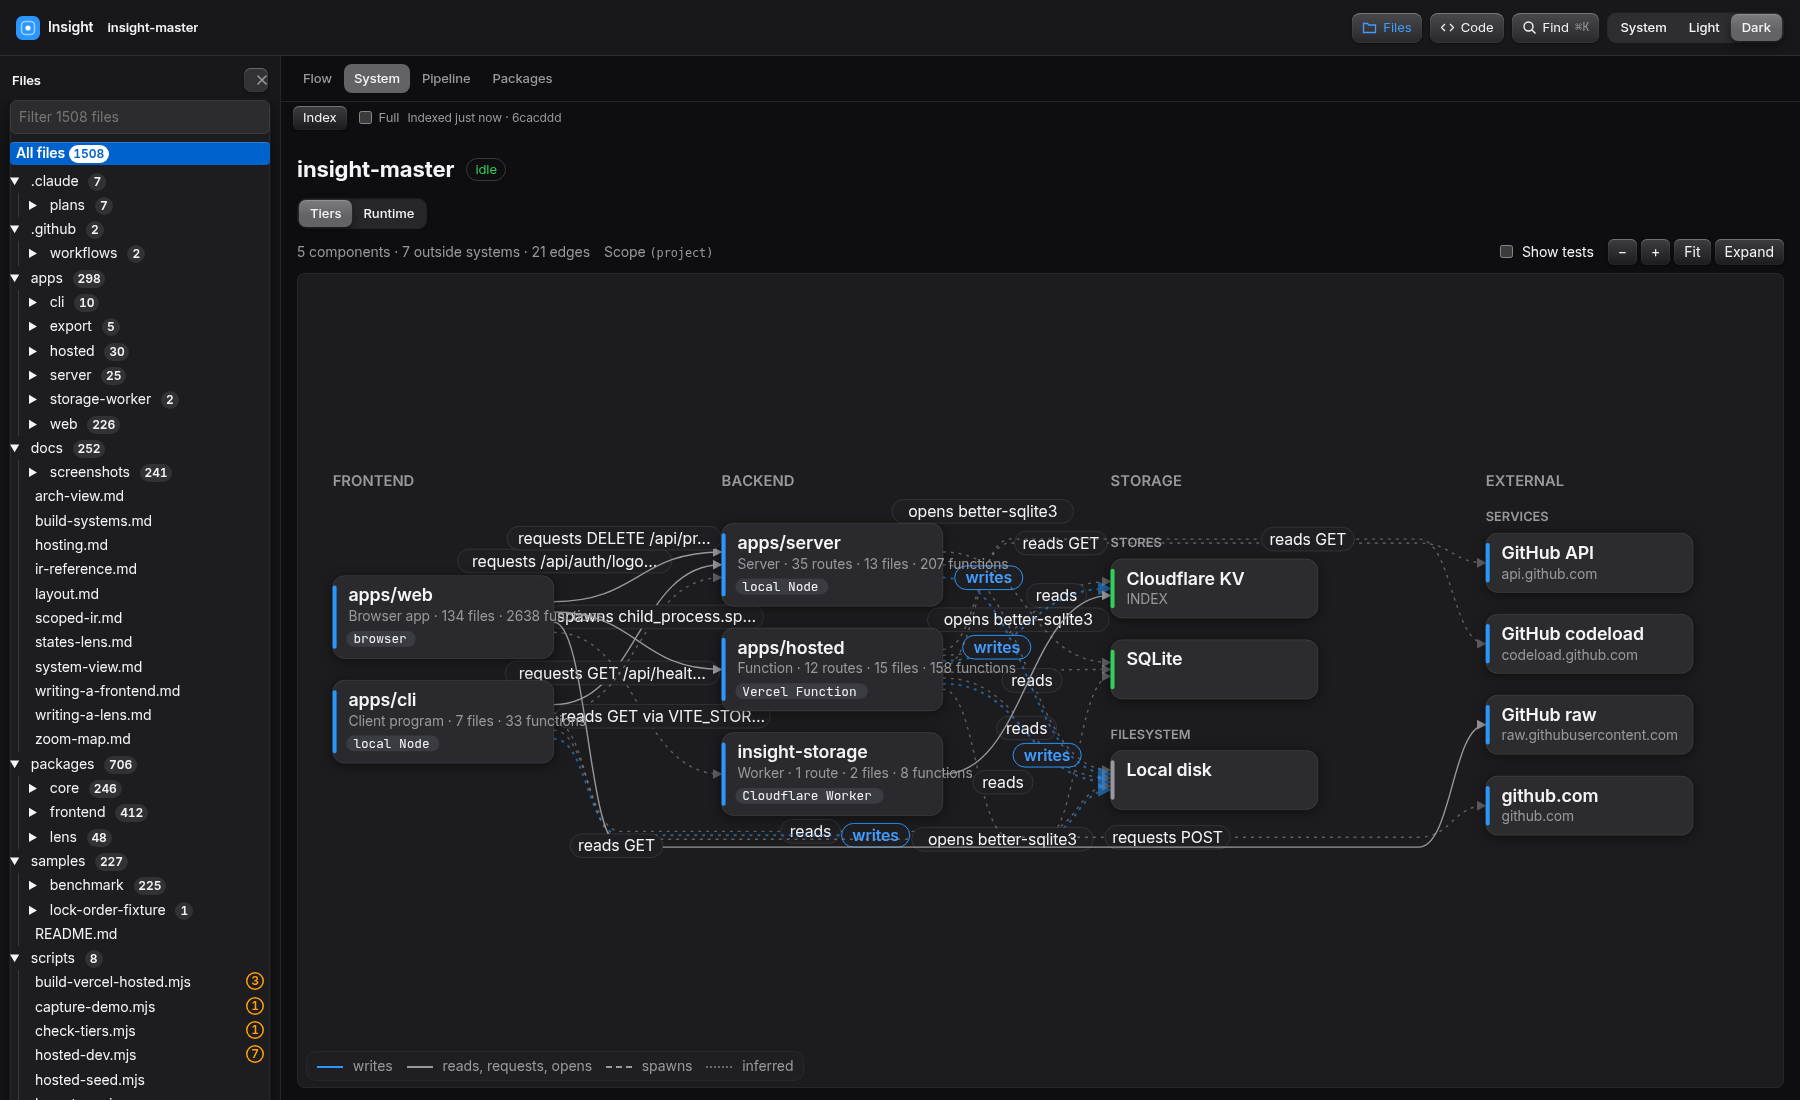 Insight insight-master
Files Code Find ⌘K System Light Dark
Files
Filter 1508 files
All files 1508
.claude 7
plans 7
.github 2
workflows 2
apps 298
cli 10
export 5
hosted 30
server 25
storage-worker 2
web 226
docs 252
screenshots 241
arch-view.md
build-systems.md
hosting.md
ir-reference.md
layout.md
scoped-ir.md
states-lens.md
system-view.md
writing-a-frontend.md
writing-a-lens.md
zoom-map.md
packages 706
core 246
frontend 412
lens 48
samples 227
benchmark 225
lock-order-fixture 1
README.md
scripts 8
build-vercel-hosted.mjs 3
capture-demo.mjs 1
check-tiers.mjs 1
hosted-dev.mjs 7
hosted-seed.mjs
Flow System Pipeline Packages
Index Full Indexed just now · 6cacddd
insight-master idle
Tiers Runtime
5 components · 7 outside systems · 21 edges Scope (project)
Show tests − + Fit Expand
FRONTEND
apps/web
Browser app · 134 files · 2638 functions
browser
apps/cli
Client program · 7 files · 33 functions
local Node
requests DELETE /api/pr...
requests /api/auth/logo...
spawns child_process.sp...
requests GET /api/healt...
reads GET via VITE_STOR...
reads GET
BACKEND
apps/server
Server · 35 routes · 13 files · 207 functions
local Node
apps/hosted
Function · 12 routes · 15 files · 158 functions
Vercel Function
insight-storage
Worker · 1 route · 2 files · 8 functions
Cloudflare Worker
opens better-sqlite3
reads GET
writes
reads
opens better-sqlite3
writes
reads
reads
writes
reads
reads
writes
opens better-sqlite3
requests POST
reads GET
STORAGE
STORES
Cloudflare KV
INDEX
SQLite
FILESYSTEM
Local disk
EXTERNAL
SERVICES
GitHub API
api.github.com
GitHub codeload
codeload.github.com
GitHub raw
raw.githubusercontent.com
github.com
github.com
writes reads, requests, opens spawns inferred